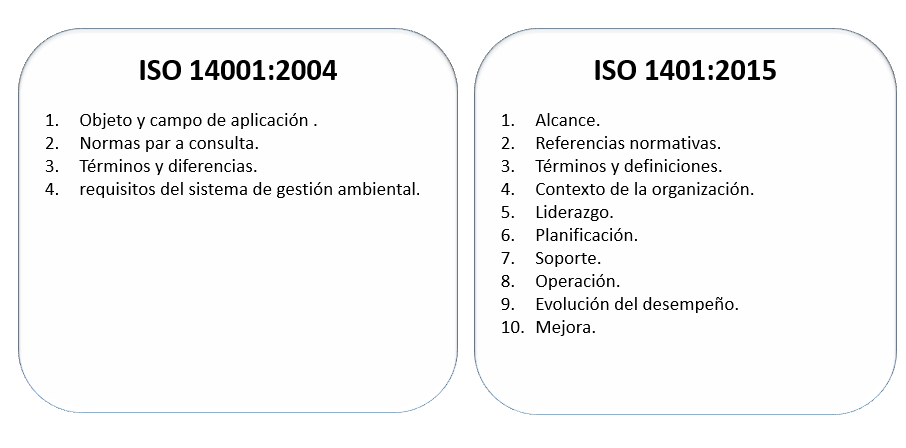 ISO 14001:2004
1. Objeto y campo de aplicación .
2. Normas par a consulta.
3. Términos y diferencias.
4. requisitos del sistema de gestión ambiental.
ISO 1401:2015
1. Alcance.
2. Referencias normativas.
3. Términos y definiciones.
4. Contexto de la organización.
5. Liderazgo.
6. Planificación.
7. Soporte.
8. Operación.
9. Evolución del desempeño.
10. Mejora.